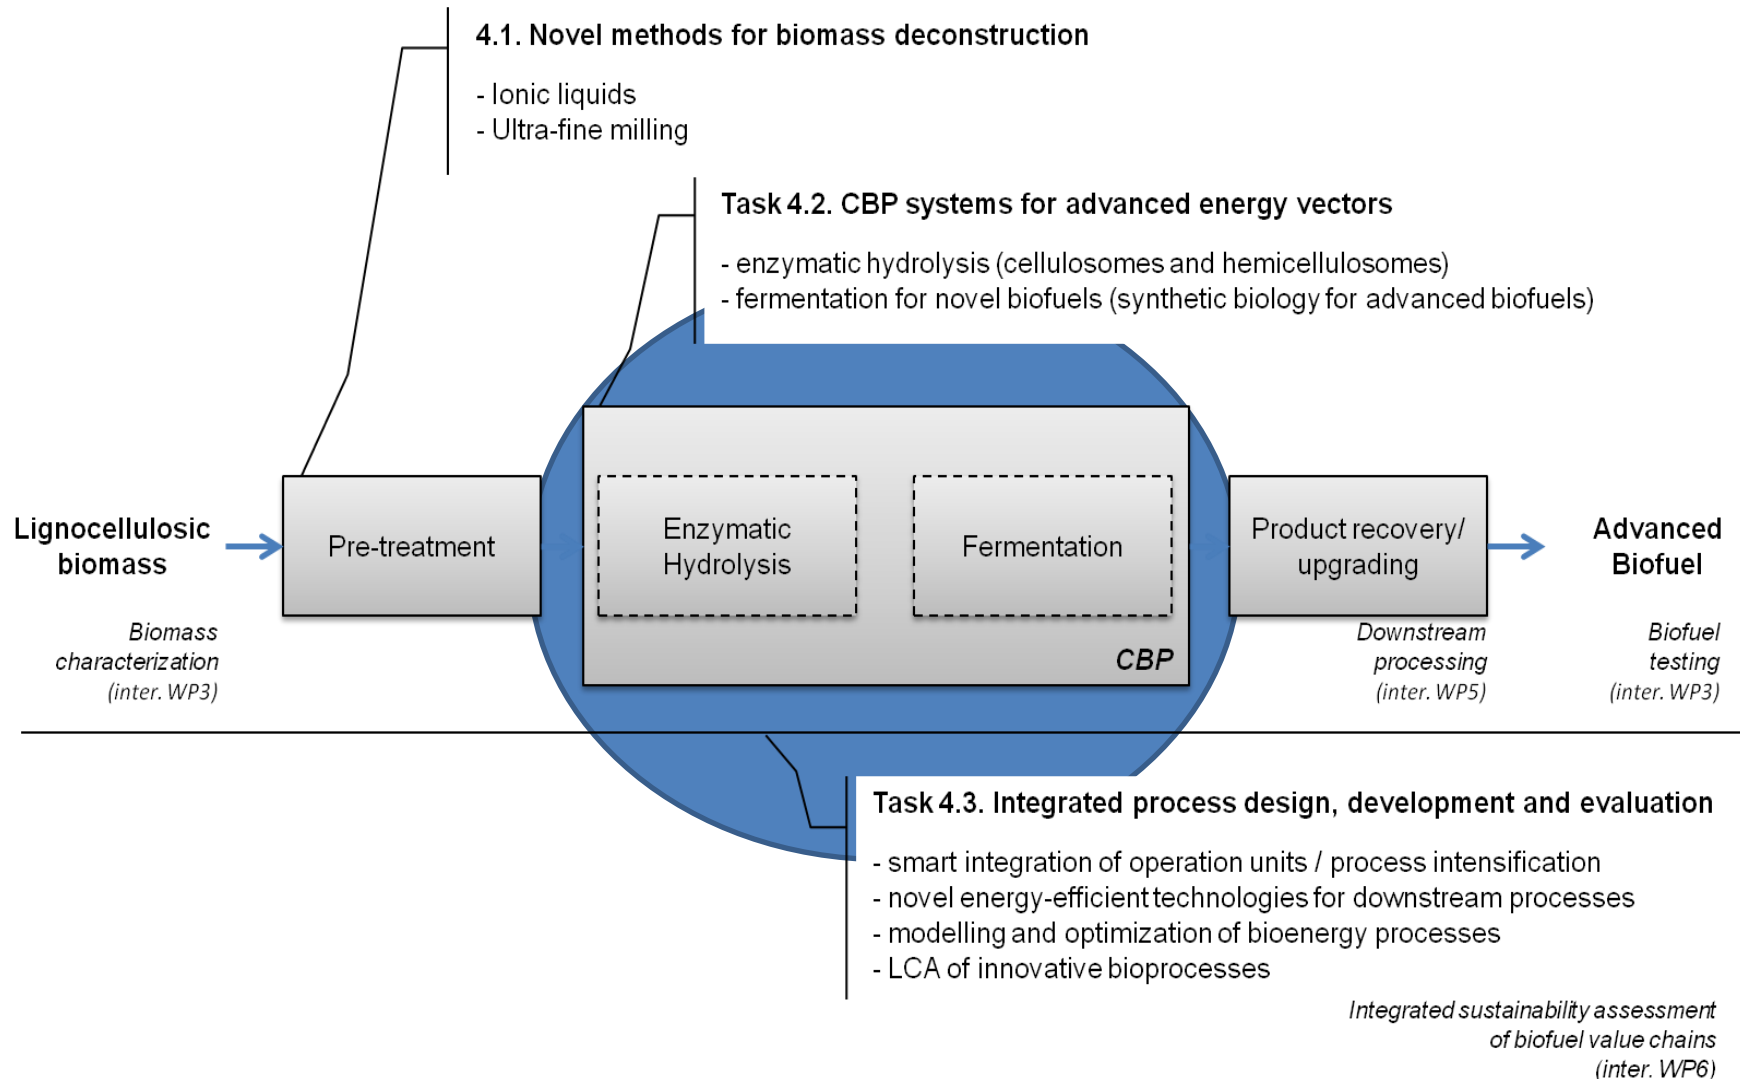 4.1. Novel methods for biomass deconstruction
- Ionic liquids
- Ultra-fine milling
Task 4.2. CBP systems for advanced energy vectors
- enzymatic hydrolysis (cellulosomes and hemicellulosomes)
- fermentation for novel biofuels (synthetic biology for advanced biofuels)
Lignocellulosic
biomass
Pre-treatment
Enzymatic
Hydrolysis
Fermentation
Product recovery/
upgrading
Advanced
Biofuel
Biomass
characterization
(inter. WP3)
CBP
Downstream
processing
(inter. WP5)
Biofuel
testing
(inter. WP3)
Task 4.3. Integrated process design, development and evaluation
- smart integration of operation units / process intensification
- novel energy-efficient technologies for downstream processes
- modelling and optimization of bioenergy processes
- LCA of innovative bioprocesses
Integrated sustainability assessment
of biofuel value chains
(inter. WP6)